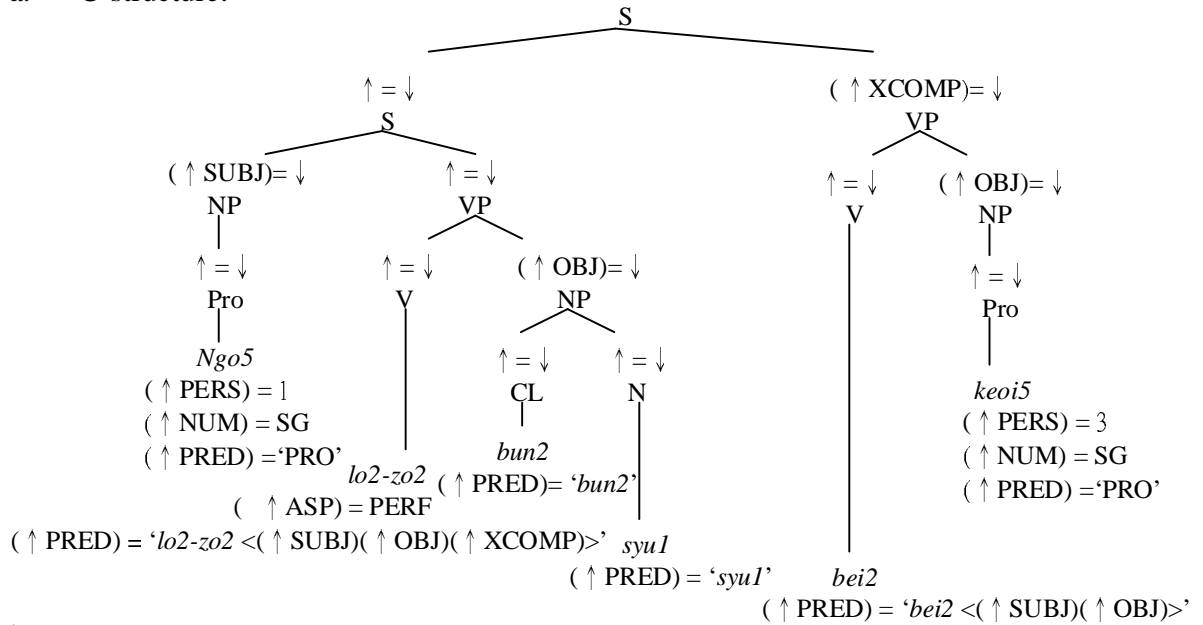 a. C-structure:
S
↑ = ↓ ( ↑ XCOMP)= ↓
S VP
( ↑ SUBJ)= ↓ ↑ = ↓ ↑ = ↓ ( ↑ OBJ)= ↓
NP VP V NP
↑ = ↓ ↑ = ↓ ( ↑ OBJ)= ↓ ↑ = ↓
Pro V NP Pro
Ngo5 ↑ = ↓ ↑ = ↓ keoi5
( ↑ PERS) = 1 CL N ( ↑ PERS) = 3
( ↑ NUM) = SG bun2 ( ↑ NUM) = SG
( ↑ PRED) =‘PRO’ lo2-zo2 ( ↑ PRED)= ‘bun2’ ( ↑ PRED) =‘PRO’
( ↑ ASP) = PERF
( ↑ PRED) = ‘lo2-zo2 <( ↑ SUBJ)( ↑ OBJ)( ↑ XCOMP)>’ syu1
( ↑ PRED) = ‘syu1’ bei2
( ↑ PRED) = ‘bei2 <( ↑ SUBJ)( ↑ OBJ)>’